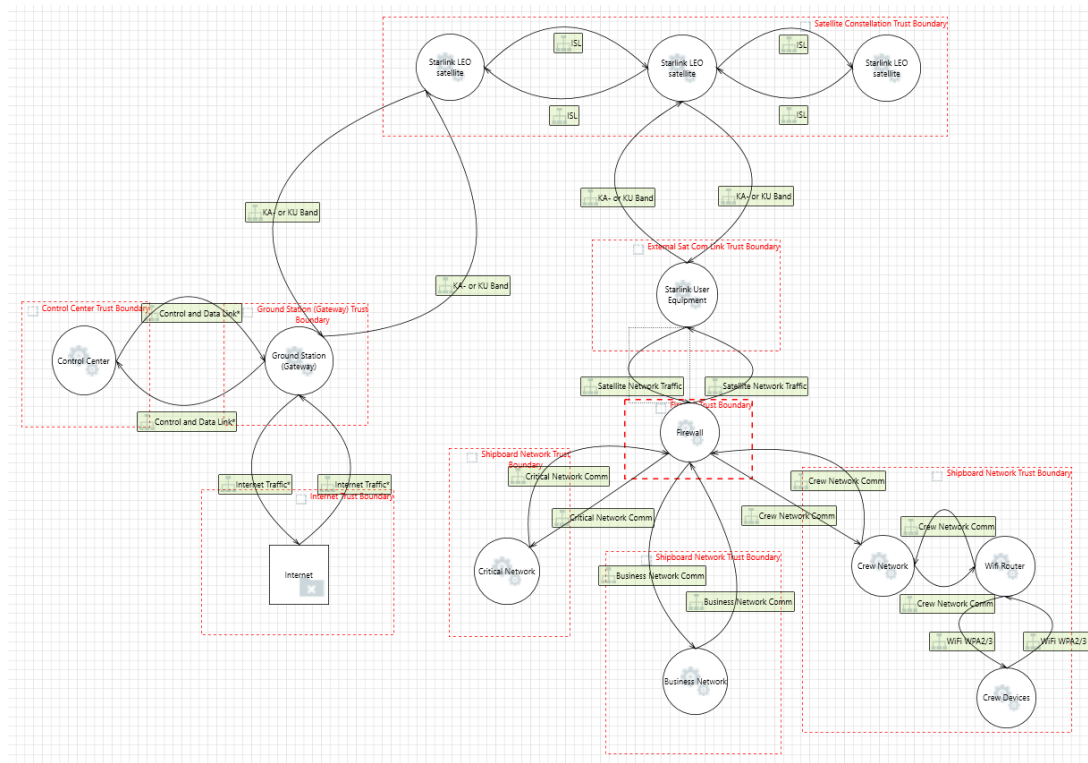 Satellite Constellation Trust Boundary
Starlink LEO
satellite
ISL
ISL
Starlink LEO
satellite
ISL
ISL
Starlink LEO
satellite
KA- or KU Band
KA- or KU Band
KA- or KU Band
KA- or KU Band
External Sat Com Link Trust Boundary
Starlink User
Equipment
Control Center Trust Boundary
Control Center
Control and Data Link*
Control and Data Link*
Ground Station (Gateway) Trust
Boundary
Ground Station
(Gateway)
Satellite Network Traffic
Satellite Network Traffic
Trust Boundary
Firewall
Internet Traffic*
Internet Traffic*
Internet Trust Boundary
Internet
Shipboard Network Trust
Boundary
Critical Network Comm
Critical Network Comm
Critical Network
Shipboard Network Trust Boundary
Business Network Comm
Business Network Comm
Business Network
Shipboard Network Trust Boundary
Crew Network Comm
Crew Network Comm
Crew Network
Crew Network Comm
Crew Network Comm
Wifi Router
WiFi WPA2/3
WiFi WPA2/3
Crew Devices